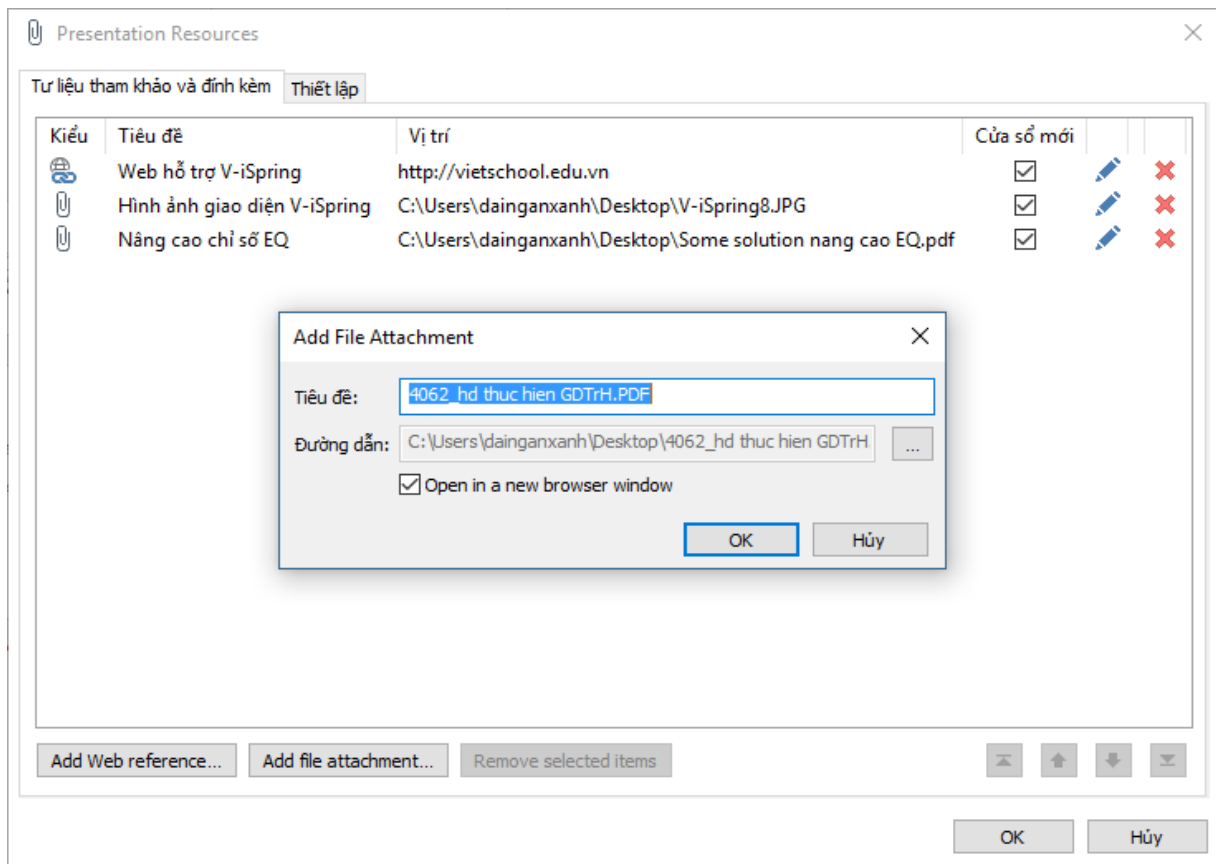 Presentation Resources
Tư liệu tham khảo và đính kèm Thiết lập
Kiểu Tiêu đề Vị trí Cửa sổ mới
Web hỗ trợ V-iSpring http://vietschool.edu.vn
Hình ảnh giao diện V-iSpring C:\Users\dainganxanh\Desktop\V-iSpring8.JPG
Nâng cao chỉ số EQ C:\Users\dainganxanh\Desktop\Some solution nang cao EQ.pdf
Add File Attachment
Tiêu đề: 4062_hd thuc hien GDTrH.PDF
Đường dẫn: C:\Users\dainganxanh\Desktop\4062_hd thuc hien GDTrH. ...
Open in a new browser window
OK Hủy
Add Web reference... Add file attachment... Remove selected items
OK Hủy